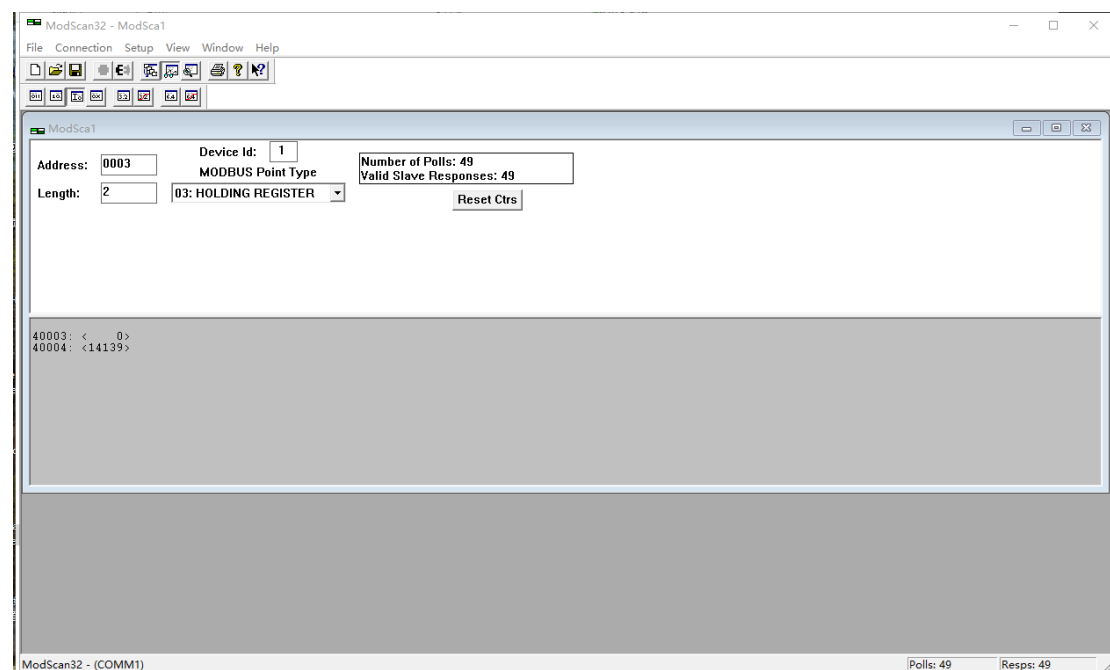 ModScan32 - ModSca1
File Connection Setup View Window Help
ModSca1
Address: 0003
Device Id: 1
MODBUS Point Type
Length: 2
03: HOLDING REGISTER
Number of Polls: 49
Valid Slave Responses: 49
Reset Ctrs
40003: <    0>
40004: <14139>
ModScan32 - (COMM1)
Polls: 49
Resps: 49